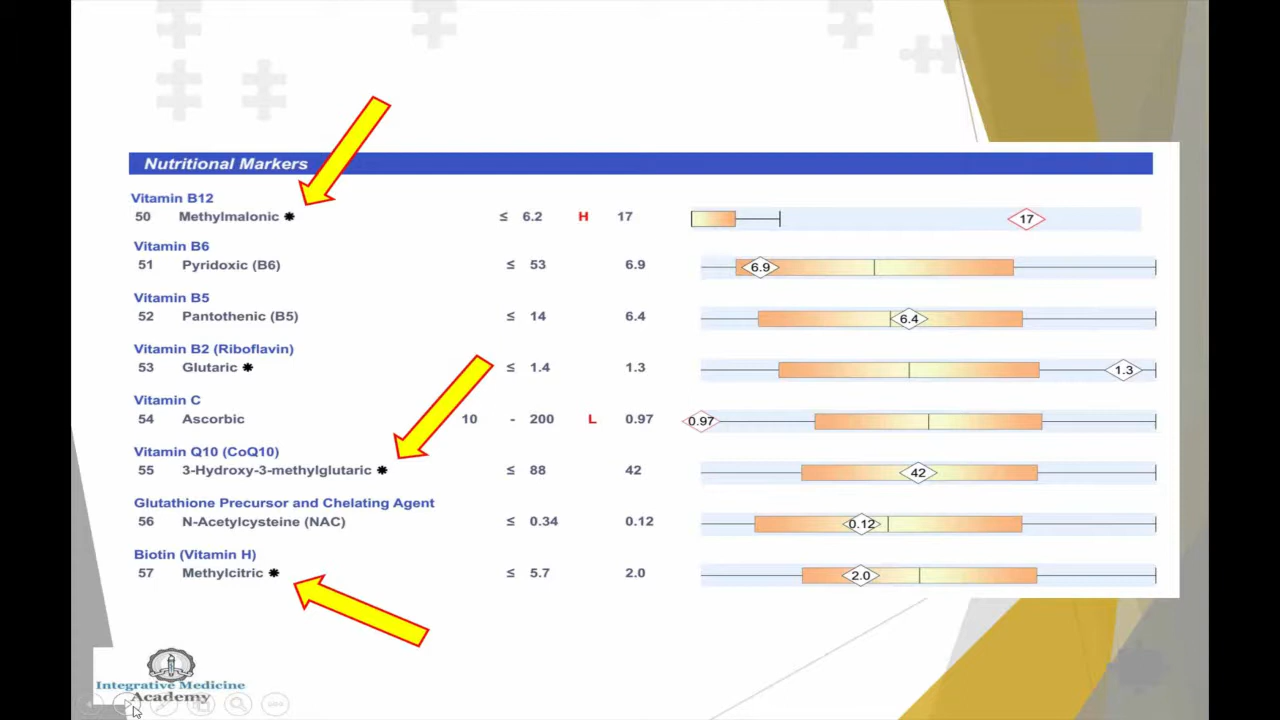 Nutritional Markers
Vitamin B12
50 Methylmalonic ✱ ≤ 6.2 H 17 17
Vitamin B6
51 Pyridoxic (B6) ≤ 53 6.9 6.9
Vitamin B5
52 Pantothenic (B5) ≤ 14 6.4 6.4
Vitamin B2 (Riboflavin)
53 Glutaric ✱ ≤ 1.4 1.3 1.3
Vitamin C
54 Ascorbic 10 - 200 L 0.97 0.97
Vitamin Q10 (CoQ10)
55 3-Hydroxy-3-methylglutaric ✱ ≤ 88 42 42
Glutathione Precursor and Chelating Agent
56 N-Acetylcysteine (NAC) ≤ 0.34 0.12 0.12
Biotin (Vitamin H)
57 Methylcitric ✱ ≤ 5.7 2.0 2.0
Integrative Medicine
Academy